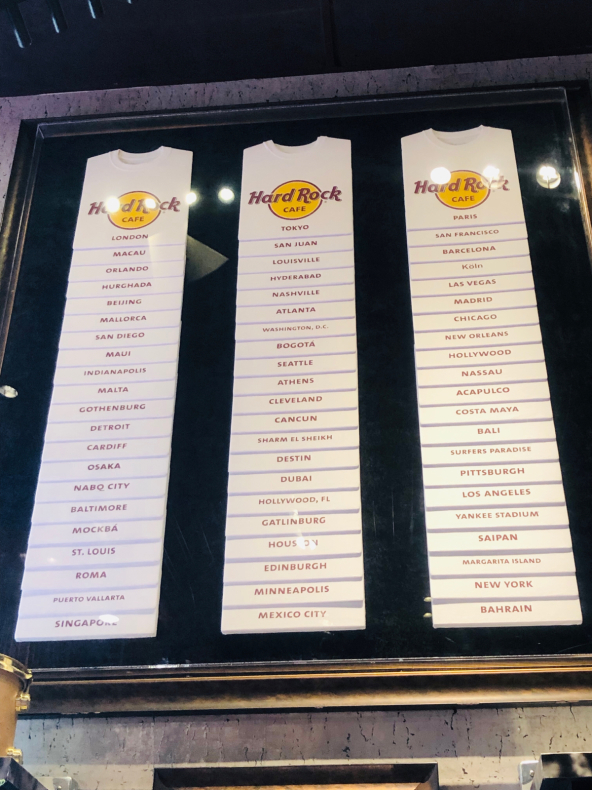 Hard Rock
CAFE
LONDON
MACAU
ORLANDO
HURGHADA
BEIJING
MALLORCA
SAN DIEGO
MAUI
INDIANAPOLIS
MALTA
GOTHENBURG
DETROIT
CARDIFF
OSAKA
NABQ CITY
BALTIMORE
МОСКВА
ST. LOUIS
ROMA
PUERTO VALLARTA
SINGAPORE
Hard Rock
CAFE
TOKYO
SAN JUAN
LOUISVILLE
HYDERABAD
NASHVILLE
ATLANTA
WASHINGTON, D.C.
BOGOTÁ
SEATTLE
ATHENS
CLEVELAND
CANCUN
SHARM EL SHEIKH
DESTIN
DUBAI
HOLLYWOOD, FL
GATLINBURG
HOUSTON
EDINBURGH
MINNEAPOLIS
MEXICO CITY
Hard Rock
CAFE
PARIS
SAN FRANCISCO
BARCELONA
Köln
LAS VEGAS
MADRID
CHICAGO
NEW ORLEANS
HOLLYWOOD
NASSAU
ACAPULCO
COSTA MAYA
BALI
SURFERS PARADISE
PITTSBURGH
LOS ANGELES
YANKEE STADIUM
SAIPAN
MARGARITA ISLAND
NEW YORK
BAHRAIN